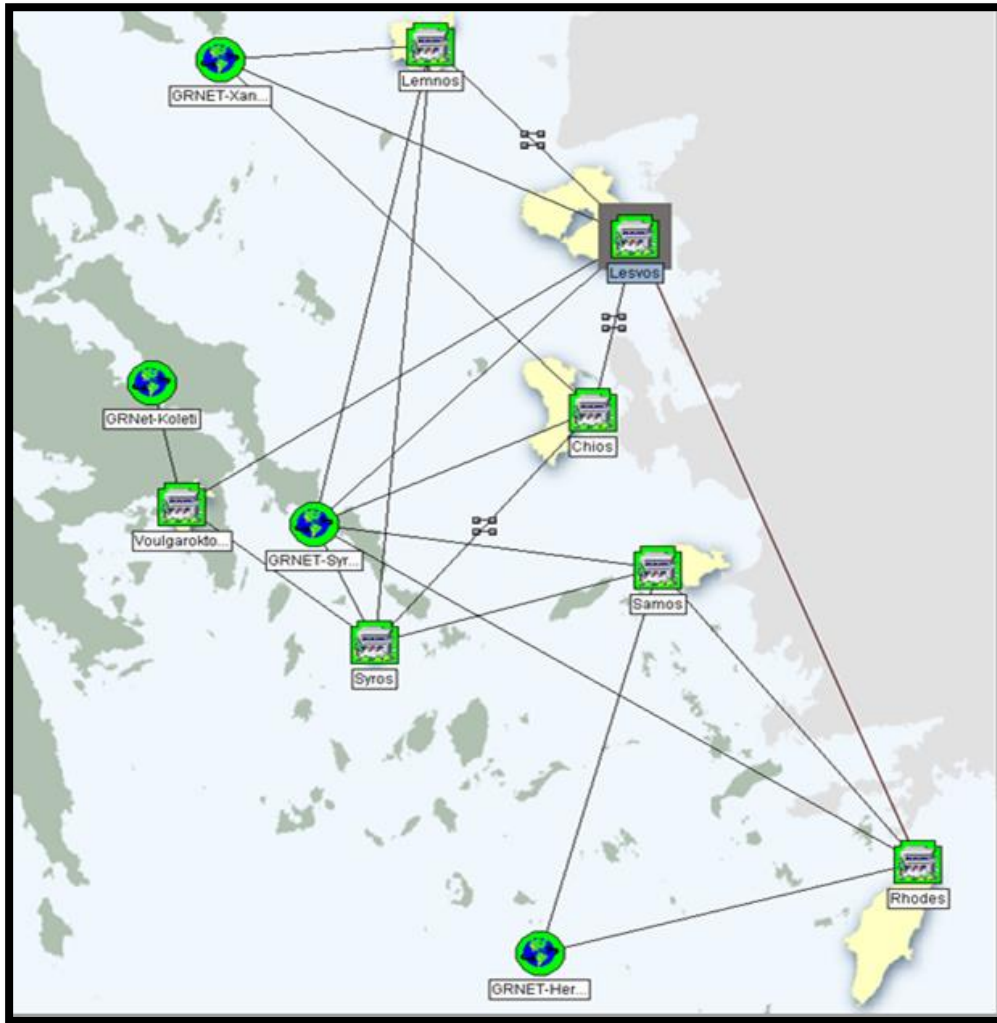 Lemnos
GRNET-Xan...
Lesvos
GRNet-Koleti
Chios
Voulgarokto...
GRNET-Syr...
Samos
Syros
Rhodes
GRNET-Her...